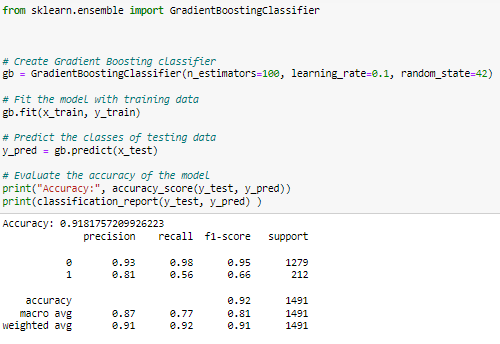 from sklearn.ensemble import GradientBoostingClassifier
# Create Gradient Boosting classifier
gb = GradientBoostingClassifier(n_estimators=100, learning_rate=0.1, random_state=42)
# Fit the model with training data
gb.fit(x_train, y_train)
# Predict the classes of testing data
y_pred = gb.predict(x_test)
# Evaluate the accuracy of the model
print("Accuracy:", accuracy_score(y_test, y_pred))
print(classification_report(y_test, y_pred) )
Accuracy: 0.9181757209926223
precision recall f1-score support
0 0.93 0.98 0.95 1279
1 0.81 0.56 0.66 212
accuracy 0.92 1491
macro avg 0.87 0.77 0.81 1491
weighted avg 0.91 0.92 0.91 1491